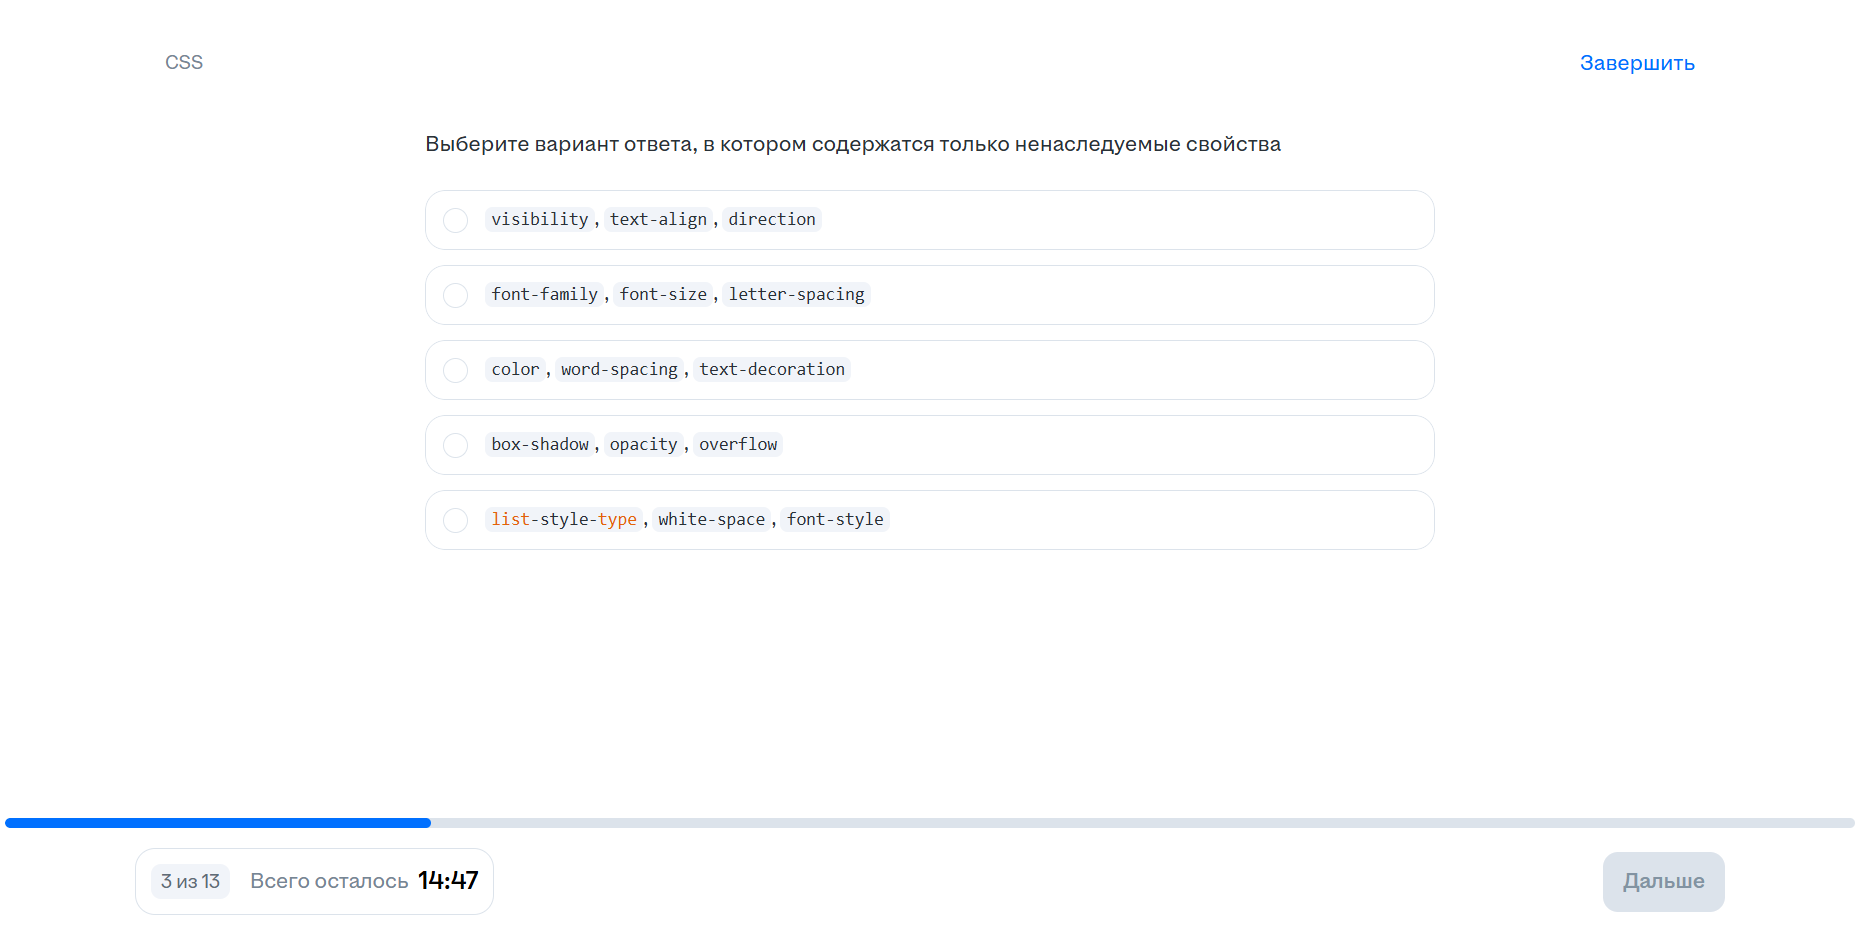 CSS
Завершить
Выберите вариант ответа, в котором содержатся только ненаследуемые свойства
visibility, text-align, direction
font-family, font-size, letter-spacing
color, word-spacing, text-decoration
box-shadow, opacity, overflow
list-style-type, white-space, font-style
3 из 13 Всего осталось 14:47
Дальше